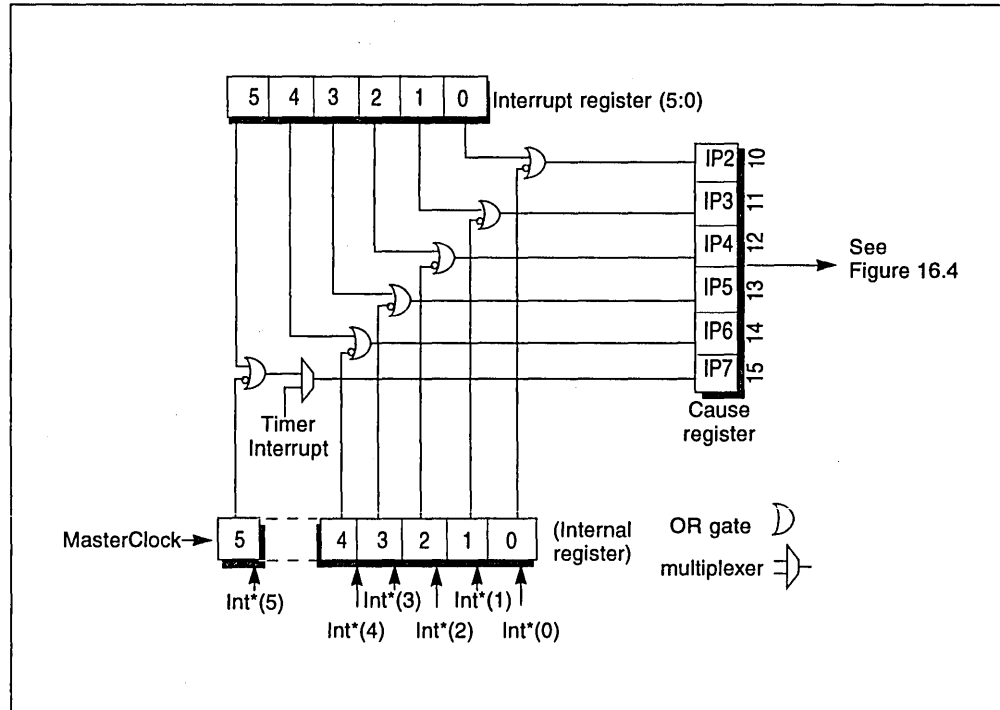 5 4 3 2 1 0 Interrupt register (5:0)
IP2 10
IP3 11
IP4 12
IP5 13
IP6 14
IP7 15
See
Figure 16.4
Cause
register
Timer
Interrupt
MasterClock
5 4 3 2 1 0
(Internal
register)
OR gate
multiplexer
Int*(5)
Int*(3)
Int*(1)
Int*(4)
Int*(2)
Int*(0)